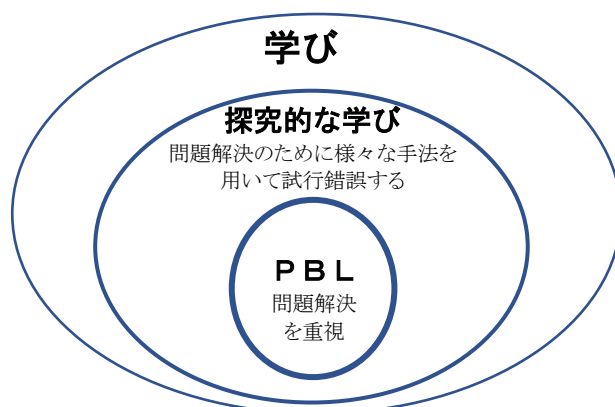 学び
探究的な学び
問題解決のために様々な手法を
用いて試行錯誤する
ＰＢＬ
問題解決
を重視